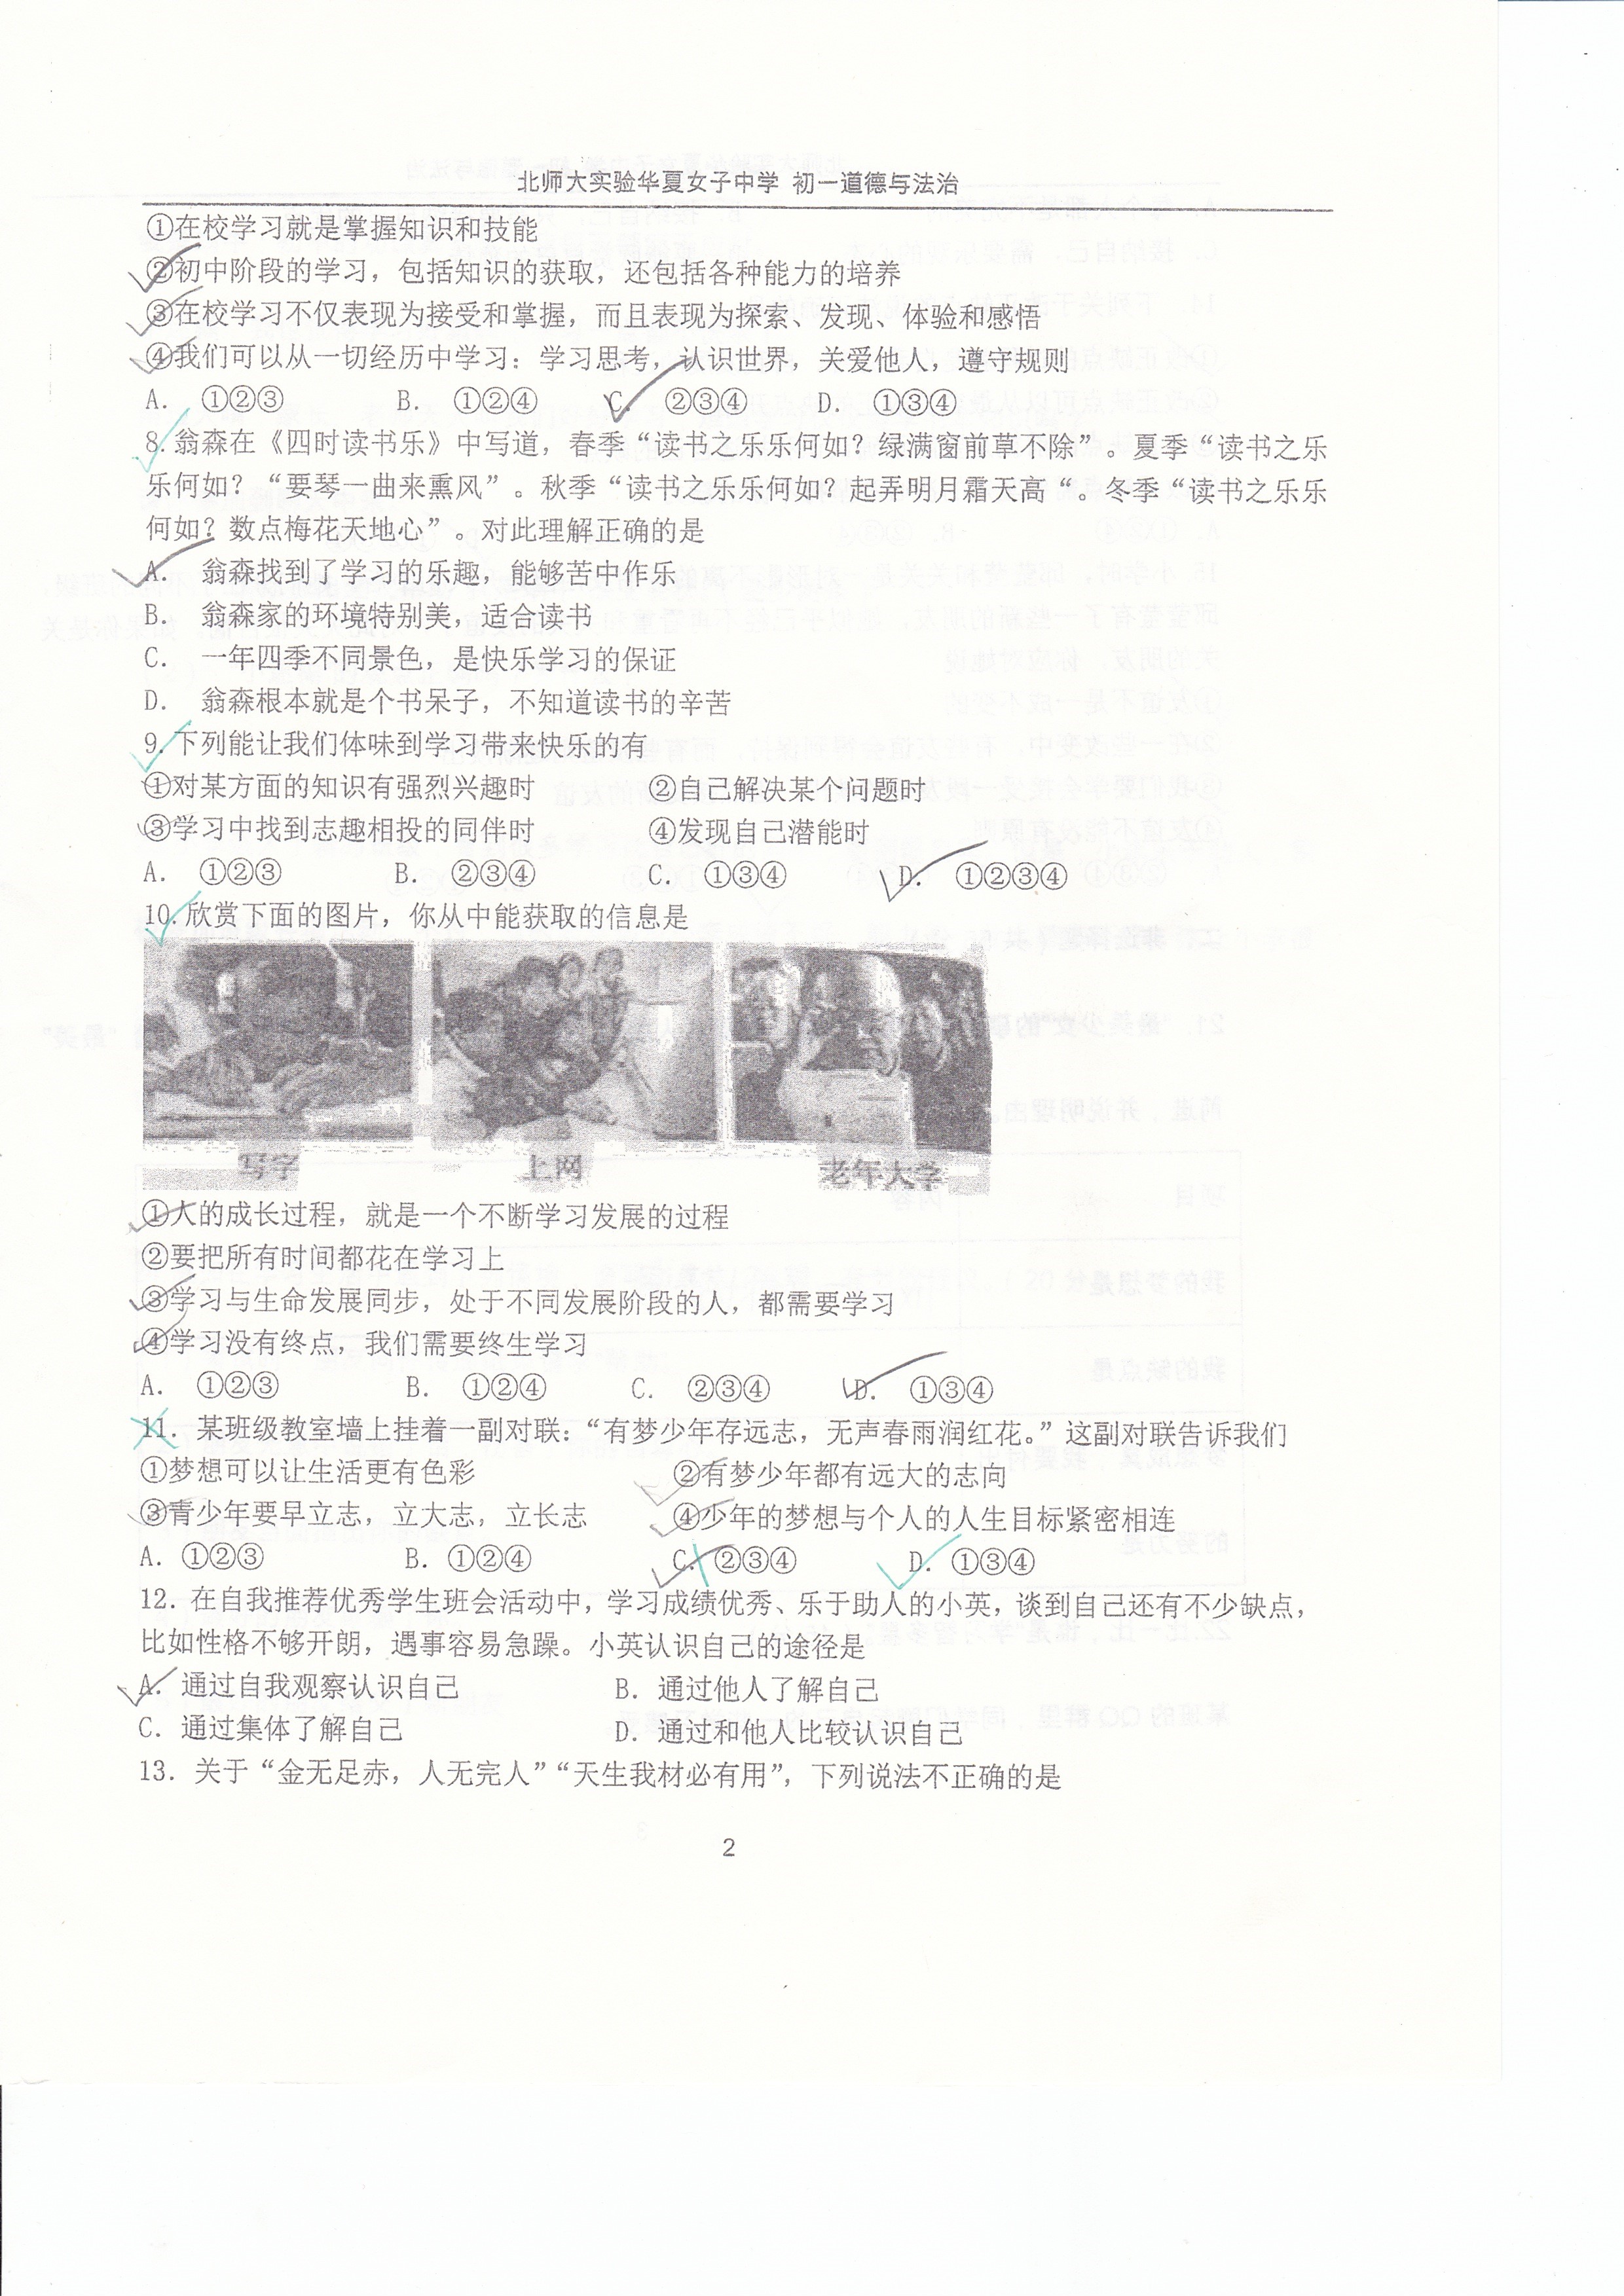 北师大实验华夏女子中学 初一道德与法治
①在校学习就是掌握知识和技能
②初中阶段的学习，包括知识的获取，还包括各种能力的培养
③在校学习不仅表现为接受和掌握，而且表现为探索、发现、体验和感悟
④我们可以从一切经历中学习：学习思考，认识世界，关爱他人，遵守规则
A. ①②③ B. ①②④ C. ②③④ D. ①③④
8.翁森在《四时读书乐》中写道，春季“读书之乐乐何如？绿满窗前草不除”。夏季“读书之乐
乐何如？“要琴一曲来熏风”。秋季“读书之乐乐何如？起弄明月霜天高“。冬季“读书之乐乐
何如？数点梅花天地心”。对此理解正确的是
A. 翁森找到了学习的乐趣，能够苦中作乐
B. 翁森家的环境特别美，适合读书
C. 一年四季不同景色，是快乐学习的保证
D. 翁森根本就是个书呆子，不知道读书的辛苦
9.下列能让我们体味到学习带来快乐的有
①对某方面的知识有强烈兴趣时 ②自己解决某个问题时
③学习中找到志趣相投的同伴时 ④发现自己潜能时
A. ①②③ B. ②③④ C. ①③④ D. ①②③④
10.欣赏下面的图片，你从中能获取的信息是
写字 上网 老年大学
①人的成长过程，就是一个不断学习发展的过程
②要把所有时间都花在学习上
③学习与生命发展同步，处于不同发展阶段的人，都需要学习
④学习没有终点，我们需要终生学习
A. ①②③ B. ①②④ C. ②③④ D. ①③④
11. 某班级教室墙上挂着一副对联：“有梦少年存远志，无声春雨润红花。”这副对联告诉我们
①梦想可以让生活更有色彩 ②有梦少年都有远大的志向
③青少年要早立志，立大志，立长志 ④少年的梦想与个人的人生目标紧密相连
A. ①②③ B. ①②④ C. ②③④ D. ①③④
12. 在自我推荐优秀学生班会活动中，学习成绩优秀、乐于助人的小英，谈到自己还有不少缺点，
比如性格不够开朗，遇事容易急躁。小英认识自己的途径是
A. 通过自我观察认识自己 B. 通过他人了解自己
C. 通过集体了解自己 D. 通过和他人比较认识自己
13. 关于“金无足赤，人无完人”“天生我材必有用”，下列说法不正确的是
2